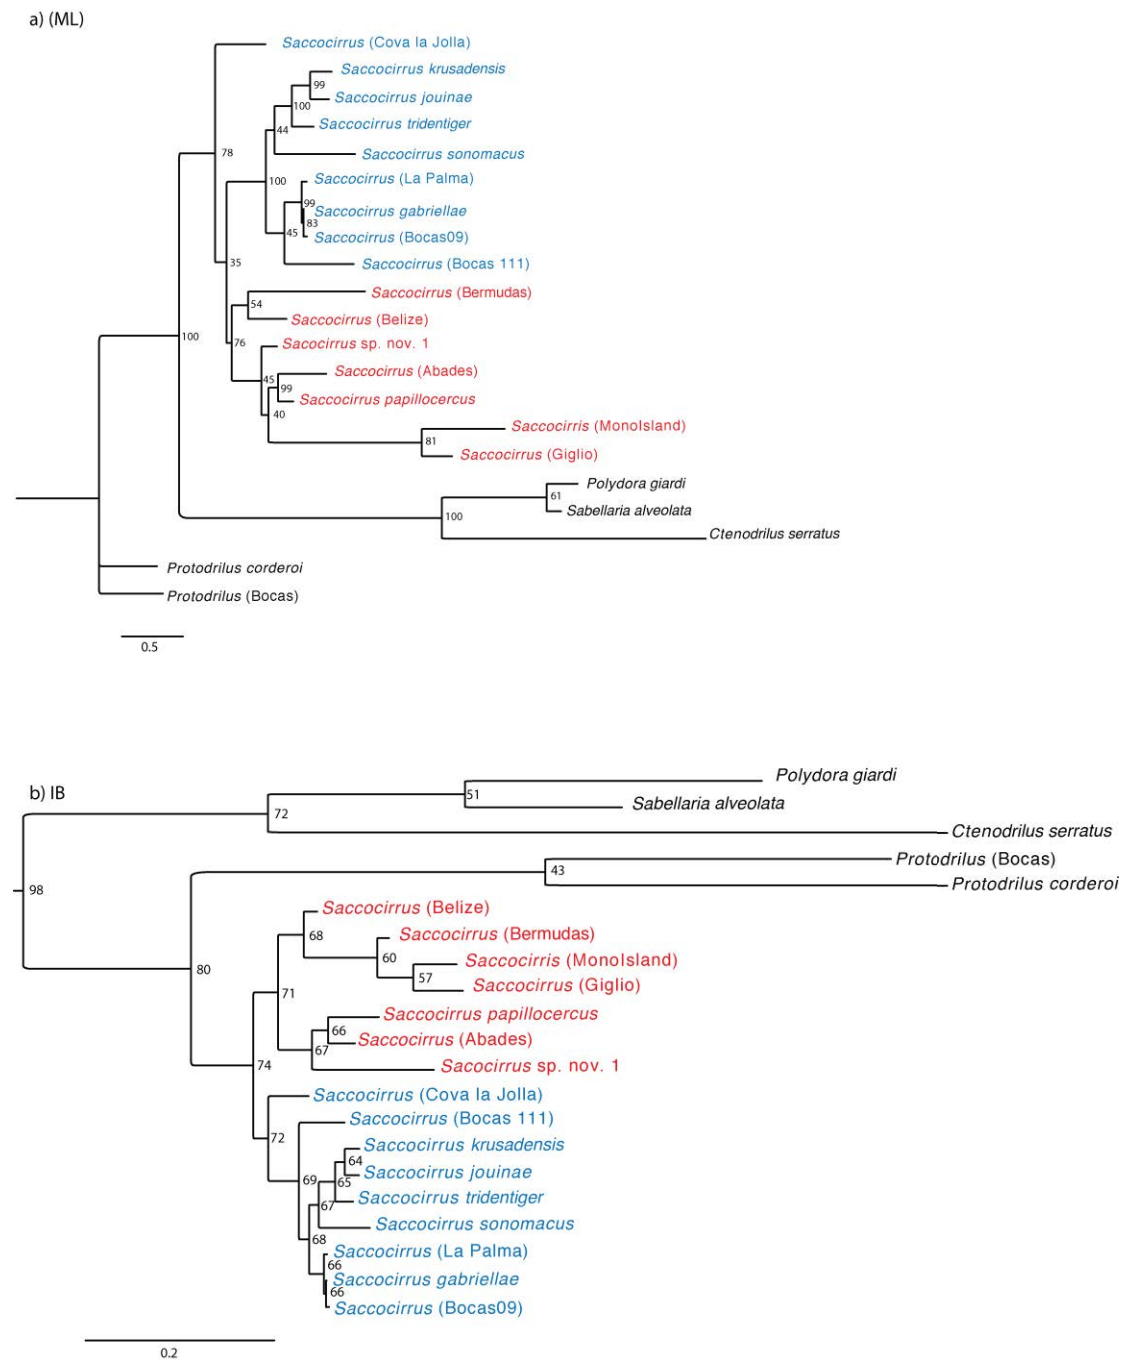 a) (ML)
Saccocirrus (Cova la Jolla)
Saccocirrus krusadensis
99
Saccocirrus jouinae
100
Saccocirrus tridentiger
44
78
Saccocirrus sonomacus
100
Saccocirrus (La Palma)
99
Saccocirrus gabriellae
83
45
Saccocirrus (Bocas09)
35
Saccocirrus (Bocas 111)
Saccocirrus (Bermudas)
54
Saccocirrus (Belize)
100
76
Sacocirrus sp. nov. 1
Saccocirrus (Abades)
45
99
Saccocirrus papillocercus
40
Saccocirris (MonoIsland)
81
Saccocirrus (Giglio)
Polydora giardi
61
Sabellaria alveolata
100
Ctenodrilus serratus
Protodrilus corderoi
Protodrilus (Bocas)
0.5
b) IB
Polydora giardi
51
Sabellaria alveolata
72
Ctenodrilus serratus
Protodrilus (Bocas)
43
Protodrilus corderoi
98
Saccocirrus (Belize)
68
Saccocirrus (Bermudas)
60
Saccocirris (MonoIsland)
80
57
Saccocirrus (Giglio)
71
Saccocirrus papillocercus
66
Saccocirrus (Abades)
67
74
Sacocirrus sp. nov. 1
Saccocirrus (Cova la Jolla)
Saccocirrus (Bocas 111)
72
Saccocirrus krusadensis
64
Saccocirrus jouinae
69
65
Saccocirrus tridentiger
67
Saccocirrus sonomacus
68
Saccocirrus (La Palma)
66
Saccocirrus gabriellae
66
Saccocirrus (Bocas09)
0.2